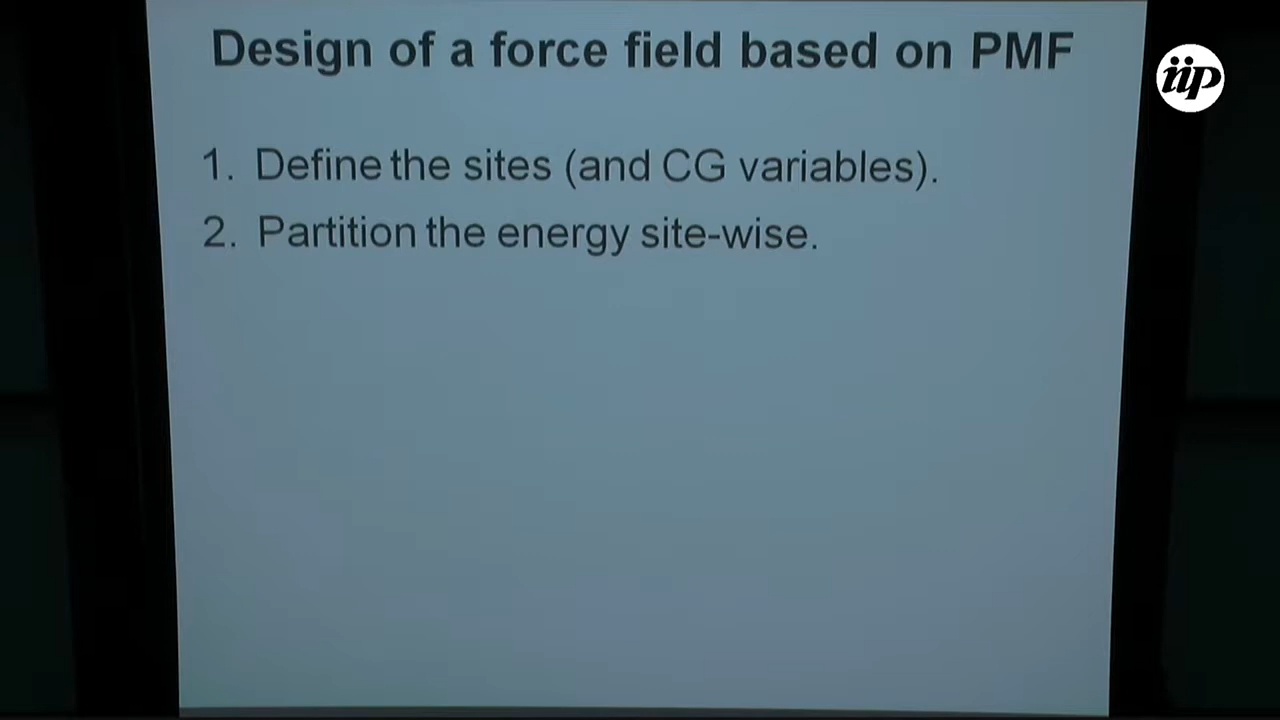 Design of a force field based on PMF
iip
1. Define the sites (and CG variables).
2. Partition the energy site-wise.